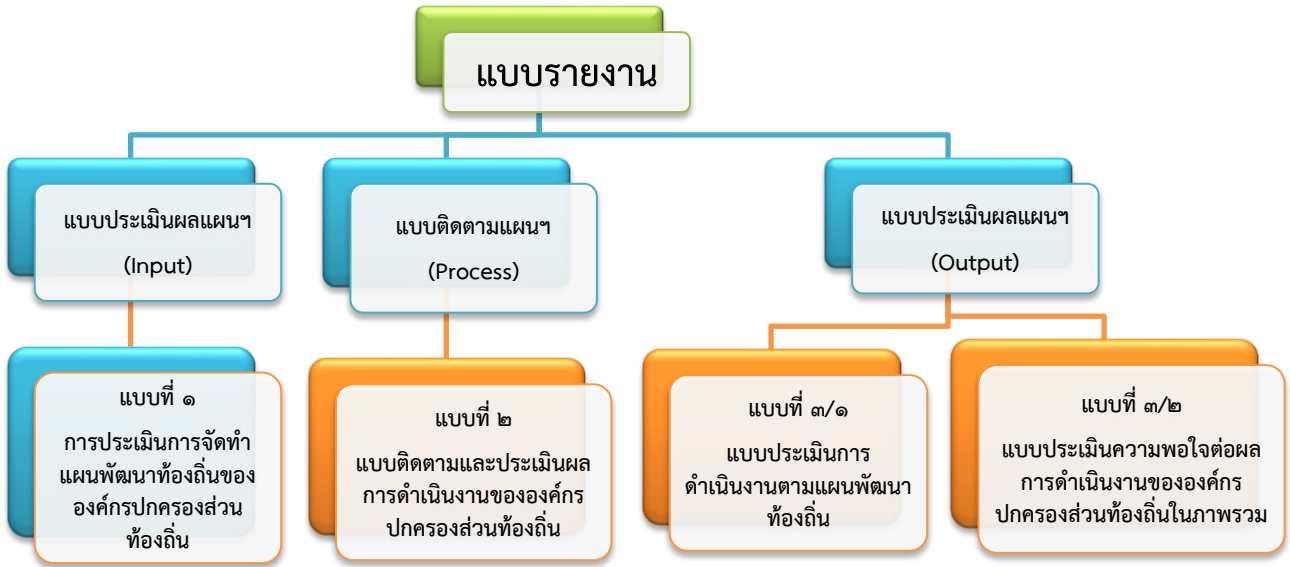 แบบรายงาน
แบบประเมินผลแผนฯ
(Input)
แบบติดตามแผนฯ
(Process)
แบบประเมินผลแผนฯ
(Output)
แบบที่ ๑
การประเมินการจัดทำ
แผนพัฒนาท้องถิ่นของ
องค์กรปกครองส่วน
ท้องถิ่น
แบบที่ ๒
แบบติดตามและประเมินผล
การดำเนินงานขององค์กร
ปกครองส่วนท้องถิ่น
แบบที่ ๓/๑
แบบประเมินการ
ดำเนินงานตามแผนพัฒนา
ท้องถิ่น
แบบที่ ๓/๒
แบบประเมินความพอใจต่อผล
การดำเนินงานขององค์กร
ปกครองส่วนท้องถิ่นในภาพรวม